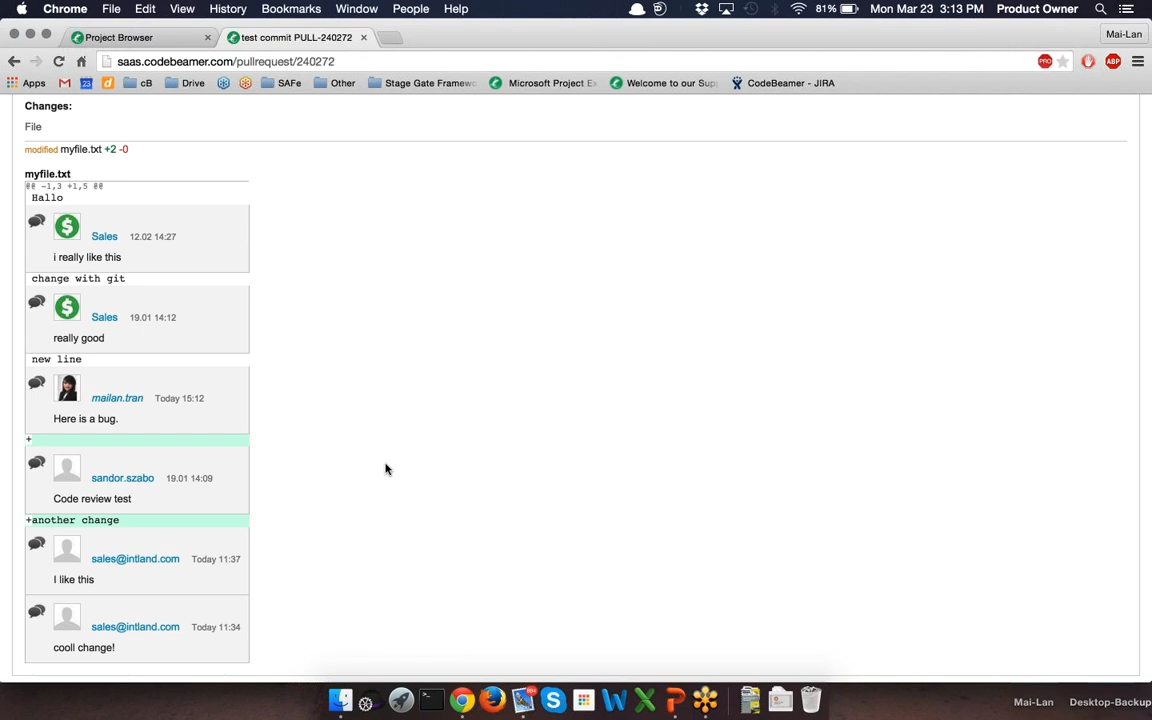 Chrome File Edit View History Bookmarks Window People Help 81% Mon Mar 23 3:13 PM Product Owner
Project Browser × test commit PULL-240272 × Mai-Lan
saas.codebeamer.com/pullrequest/240272 PRO ABP
Apps 23 cB Drive SAFe Other Stage Gate Framewo Microsoft Project Ex Welcome to our Supp CodeBeamer - JIRA
Changes:
File
modified myfile.txt +2 -0
myfile.txt
@@ -1,3 +1,5 @@
Hallo
Sales 12.02 14:27
i really like this
change with git
Sales 19.01 14:12
really good
new line
mailan.tran Today 15:12
Here is a bug.
+
sandor.szabo 19.01 14:09
Code review test
+another change
sales@intland.com Today 11:37
I like this
sales@intland.com Today 11:34
cooll change!
Mai-Lan Desktop-Backup